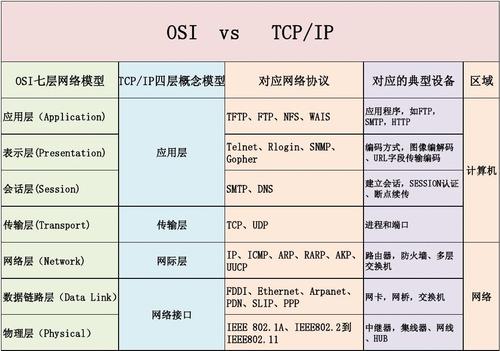 OSI vs TCP/IP
OSI七层网络模型 TCP/IP四层概念模型 对应网络协议 对应的典型设备 区域
应用层（Application） TFTP、FTP、NFS、WAIS 应用程序，如FTP，
SMTP，HTTP
表示层(Presentation) 应用层 Telnet、Rlogin、SNMP、
Gopher 编码方式，图像编解码
、URL字段传输编码
计算机
会话层(Session) SMTP、DNS 建立会话，SESSION认证
、断点续传
传输层(Transport) 传输层 TCP、UDP 进程和端口
网络层（Network） 网际层 IP、ICMP、ARP、RARP、AKP、
UUCP 路由器，防火墙、多层
交换机
数据链路层（Data Link） FDDI、Ethernet、Arpanet、
PDN、SLIP、PPP 网卡，网桥，交换机
网络接口 网络
物理层（Physical） IEEE 802.1A、IEEE802.2到
IEEE802.11 中继器，集线器、网线
、HUB